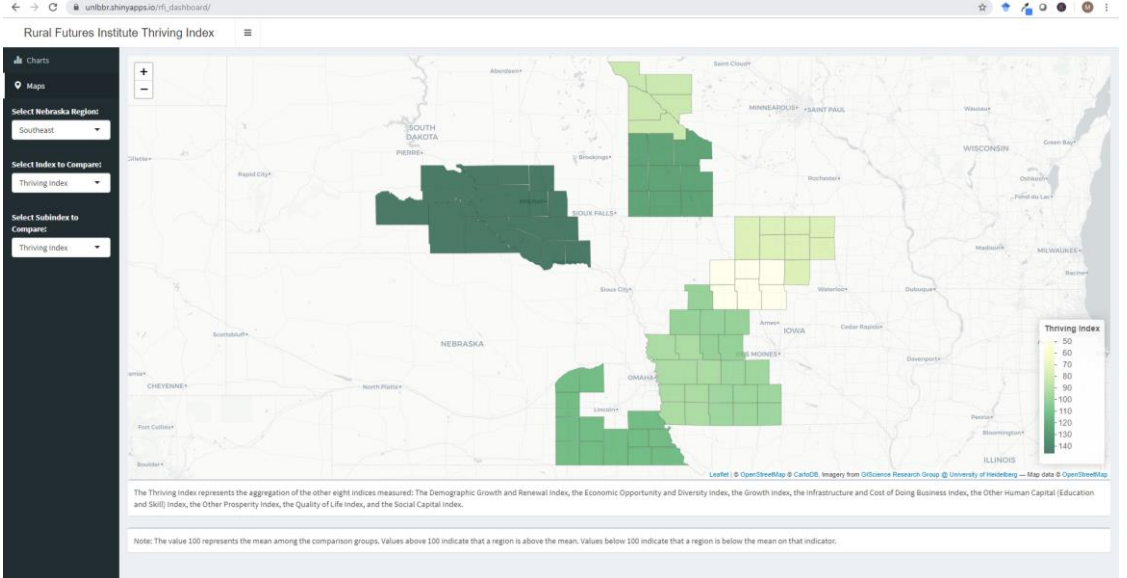 unlbbr.shinyapps.io/rfi_dashboard/
M
Rural Futures Institute Thriving Index
Charts
Maps
Select Nebraska Region:
Southeast
Select Index to Compare:
Thriving Index
Select Subindex to
Compare:
Thriving Index
+
−
Aberdeen
Saint Cloud
MINNEAPOLIS
SAINT PAUL
Wausau
SOUTH
DAKOTA
PIERRE
WISCONSIN
Green Bay
Gillette
Brookings
Rapid City
Rochester
Oshkosh
Fond du Lac
SIOUX FALLS
Madison
MILWAUKEE
Racine
Sioux City
Waterloo
Dubuque
Ames
IOWA
Cedar Rapids
Scottsbluff
NEBRASKA
DES MOINES
Davenport
OMAHA
CHEYENNE
North Platte
Lincoln
Peoria
Fort Collins
Bloomington
Boulder
ILLINOIS
Thriving Index
50
60
70
80
90
100
110
120
130
140
Leaflet | © OpenStreetMap © CartoDB, Imagery from GIScience Research Group @ University of Heidelberg — Map data © OpenStreetMap
The Thriving Index represents the aggregation of the other eight indices measured: The Demographic Growth and Renewal Index, the Economic Opportunity and Diversity Index, the Growth Index, the Infrastructure and Cost of Doing Business Index, the Other Human Capital (Education
and Skill) Index, the Other Prosperity Index, the Quality of Life Index, and the Social Capital Index.
Note: The value 100 represents the mean among the comparison groups. Values above 100 indicate that a region is above the mean. Values below 100 indicate that a region is below the mean on that indicator.